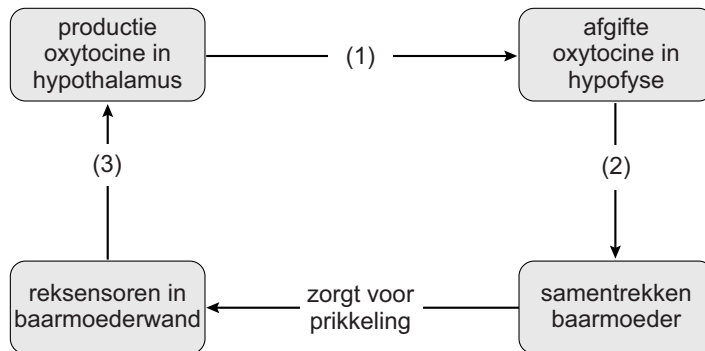 productie
oxytocine in
hypothalamus
(1)
afgifte
oxytocine in
hypofyse
(3)
(2)
reksensoren in
baarmoederwand
zorgt voor
prikkeling
samentrekken
baarmoeder